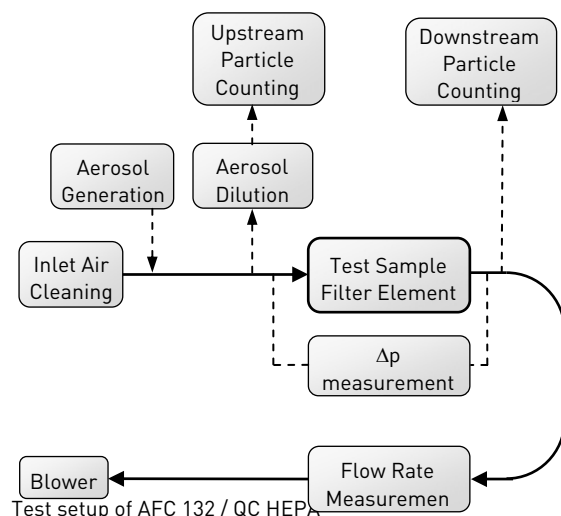 Upstream
Particle
Counting
Downstream
Particle
Counting
Aerosol
Generation
Aerosol
Dilution
Inlet Air
Cleaning
Test Sample
Filter Element
Δp
measurement
Blower
Flow Rate
Measuremen
Test setup of AFC 132 / QC HEPA